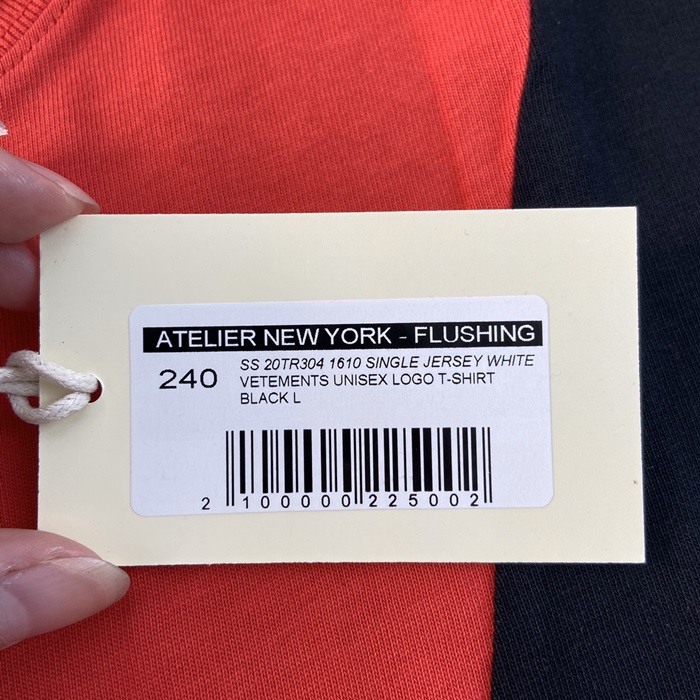 ATELIER NEW YORK - FLUSHING
240
SS 20TR304 1610 SINGLE JERSEY WHITE
VETEMENTS UNISEX LOGO T-SHIRT
BLACK L
2 100000 225002